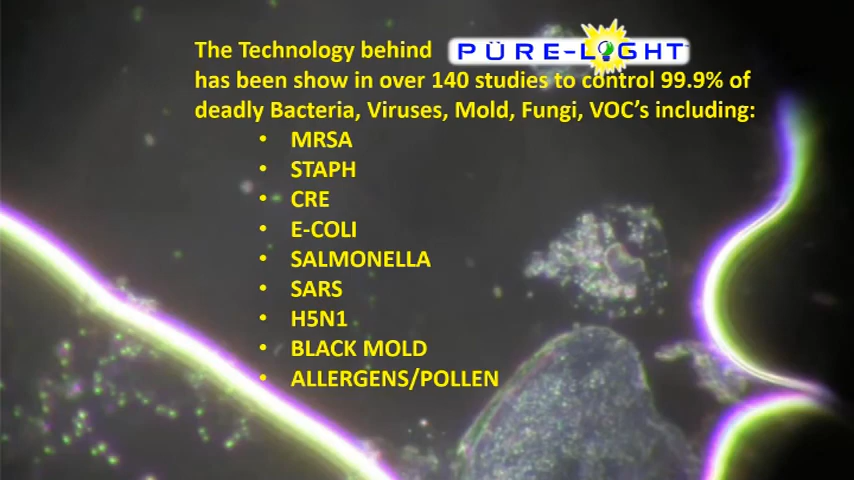 The Technology behind PÜRE-LIGHT
has been show in over 140 studies to control 99.9% of
deadly Bacteria, Viruses, Mold, Fungi, VOC's including:
• MRSA
• STAPH
• CRE
• E-COLI
• SALMONELLA
• SARS
• H5N1
• BLACK MOLD
• ALLERGENS/POLLEN